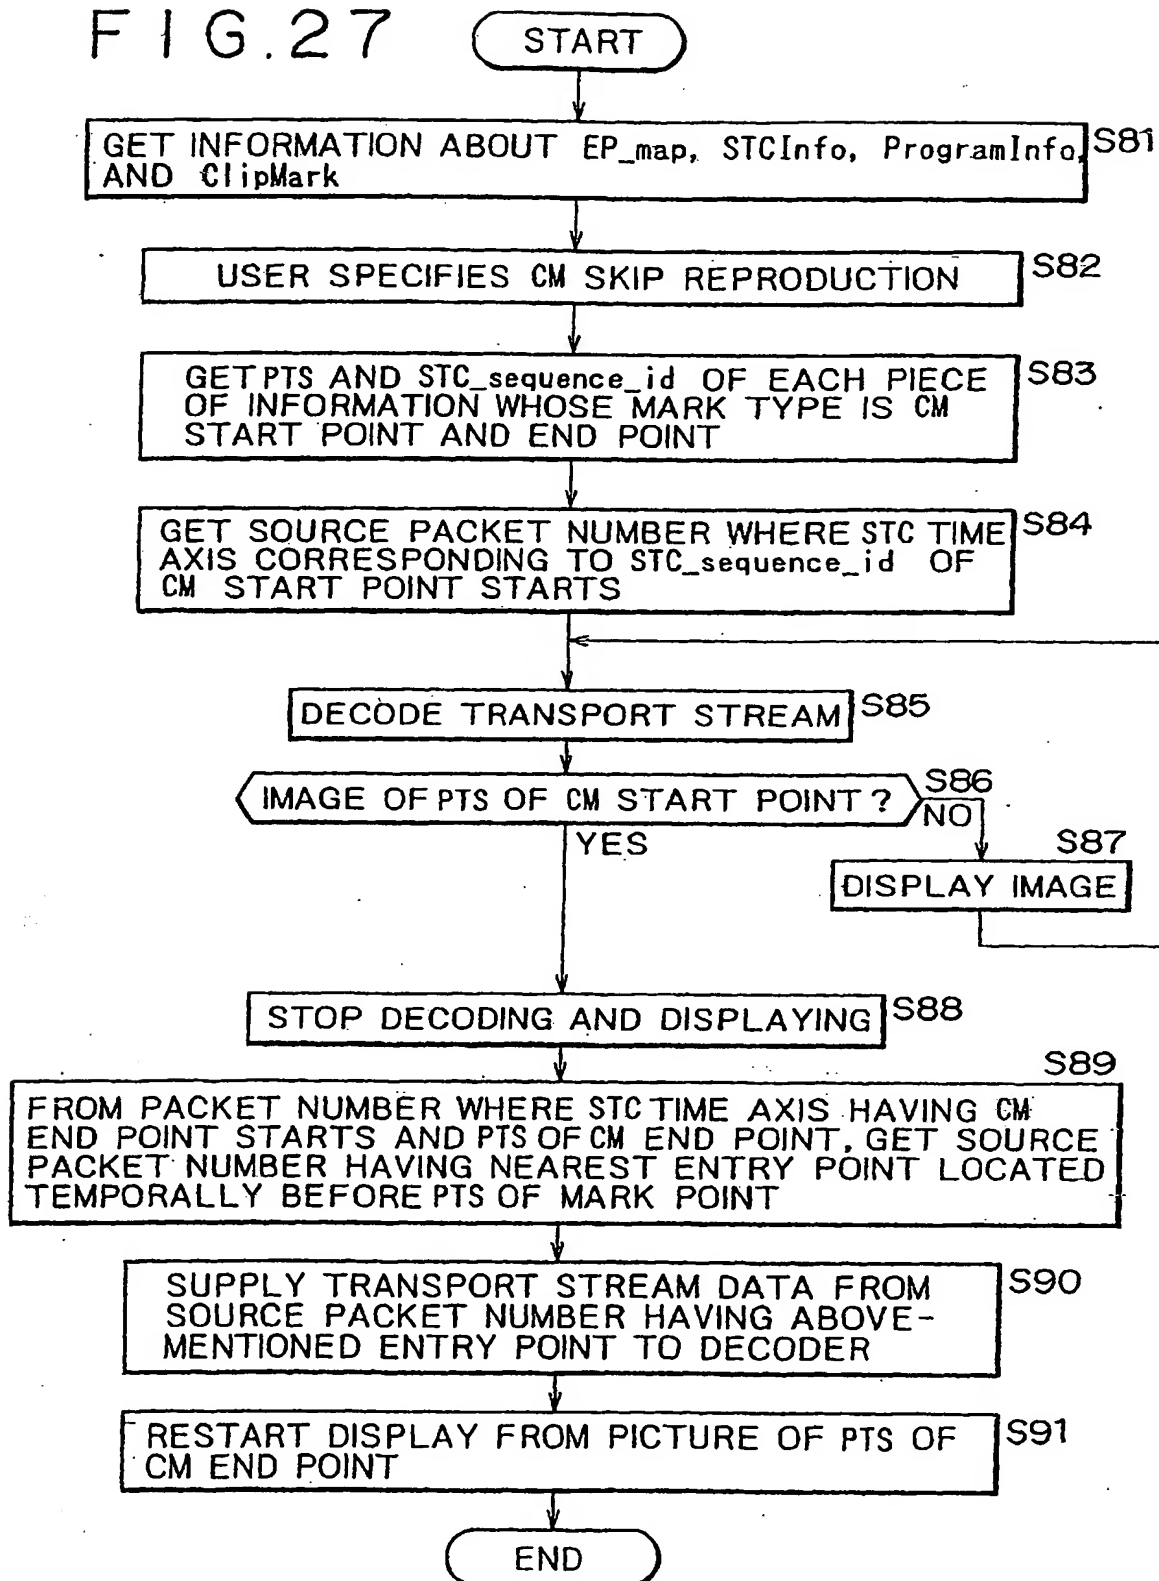 FIG.27
START
GET INFORMATION ABOUT EP_map, STCInfo, ProgramInfo, S81
AND ClipMark
USER SPECIFIES CM SKIP REPRODUCTION S82
GET PTS AND STC_sequence_id OF EACH PIECE S83
OF INFORMATION WHOSE MARK TYPE IS CM
START POINT AND END POINT
GET SOURCE PACKET NUMBER WHERE STC TIME S84
AXIS CORRESPONDING TO STC_sequence_id OF
CM START POINT STARTS
DECODE TRANSPORT STREAM S85
IMAGE OF PTS OF CM START POINT? S86
NO
YES
S87
DISPLAY IMAGE
STOP DECODING AND DISPLAYING S88
S89
FROM PACKET NUMBER WHERE STC TIME AXIS HAVING CM
END POINT STARTS AND PTS OF CM END POINT, GET SOURCE
PACKET NUMBER HAVING NEAREST ENTRY POINT LOCATED
TEMPORALLY BEFORE PTS OF MARK POINT
SUPPLY TRANSPORT STREAM DATA FROM S90
SOURCE PACKET NUMBER HAVING ABOVE-
MENTIONED ENTRY POINT TO DECODER
RESTART DISPLAY FROM PICTURE OF PTS OF S91
CM END POINT
END